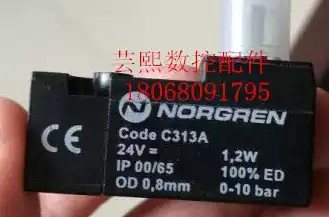 芸熙数控配件
18068091795
NORGREN
CE
Code C313A
24V =  1,2W
IP 00/65  100% ED
OD 0,8mm  0-10 bar